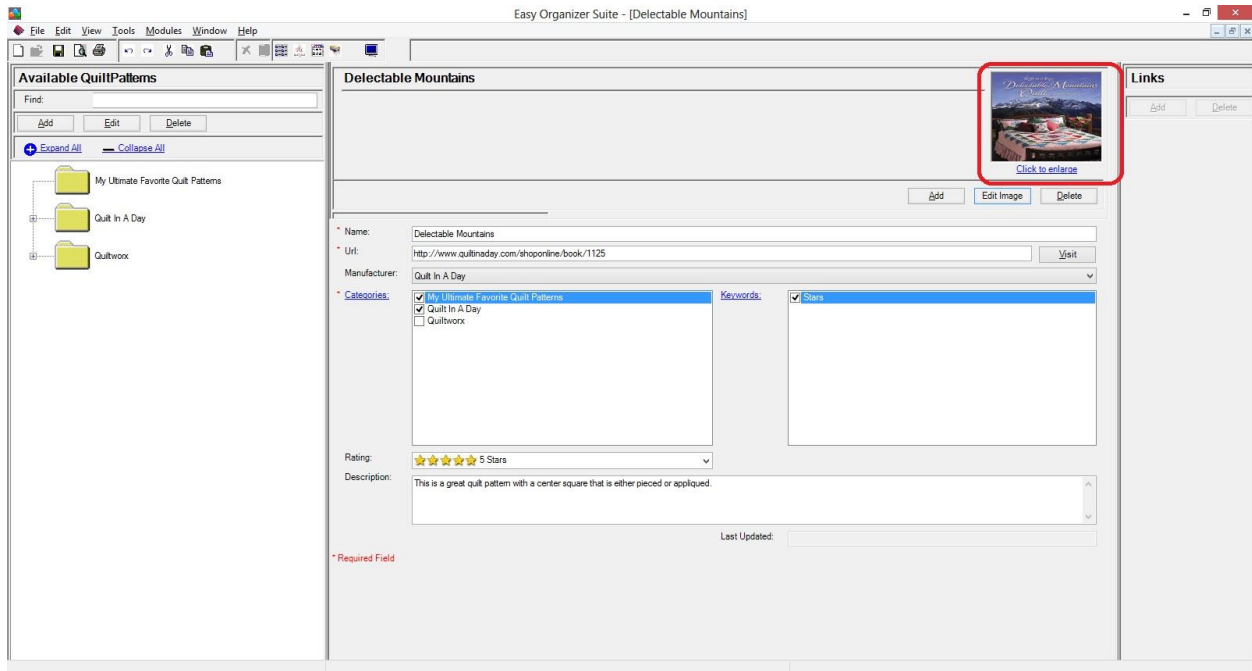 Easy Organizer Suite - [Delectable Mountains]
File Edit View Tools Modules Window Help
Available QuiltPatterns
Find:
Add Edit Delete
Expand All Collapse All
My Ultimate Favorite Quilt Patterns
Quilt In A Day
Quiltworx
Delectable Mountains
Delectable Mountains
Quilt
Click to enlarge
Add Edit Image Delete
* Name: Delectable Mountains
* Url: http://www.quiltinaday.com/shoponline/book/1125 Visit
Manufacturer: Quilt In A Day
* Categories: My Ultimate Favorite Quilt Patterns
Quilt In A Day
Quiltworx
Keywords: Stars
Rating: 5 Stars
Description: This is a great quilt pattern with a center square that is either pieced or appliqued.
Last Updated:
* Required Field
Links
Add Delete